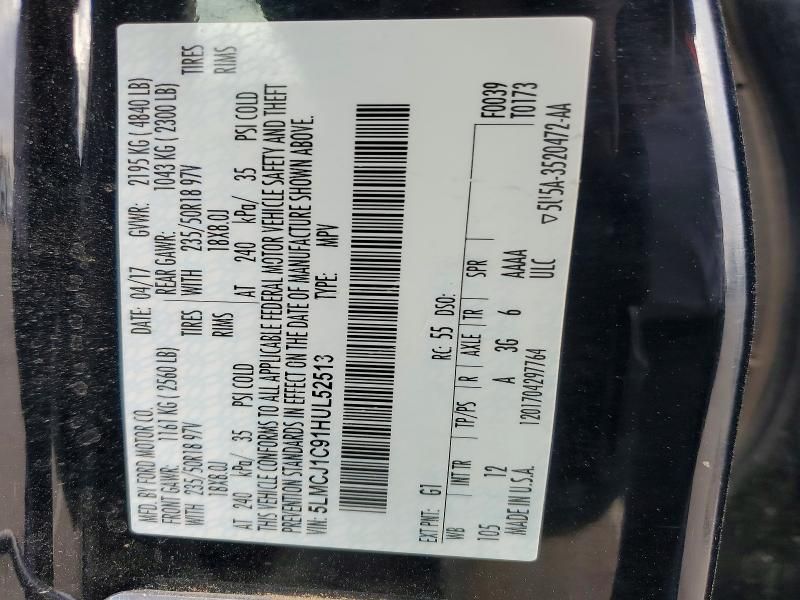 MFD. BY FORD MOTOR CO. DATE: 04/17 GVWR: 2195 KG ( 4840 LB)
FRONT GAWR: 1161 KG ( 2560 LB) REAR GAWR: 1043 KG ( 2300 LB)
WITH 235/50R18 97V TIRES WITH 235/50R18 97V TIRES
18X8.0J RIMS 18X8.0J RIMS
AT 240 kPa/ 35 PSI COLD AT 240 kPa/ 35 PSI COLD
THIS VEHICLE CONFORMS TO ALL APPLICABLE FEDERAL MOTOR VEHICLE SAFETY AND THEFT
PREVENTION STANDARDS IN EFFECT ON THE DATE OF MANUFACTURE SHOWN ABOVE.
VIN: 5LMCJ1C91HUL52513 TYPE: MPV
EXT PNT: G1 RC: 55 DSO: F0039
WB INT TR TP/PS R AXLE TR SPR T0173
105 12 A 3G 6 AAAA
MADE IN U.S.A. ULC ▽5U5A-3520472-AA
1201704297764